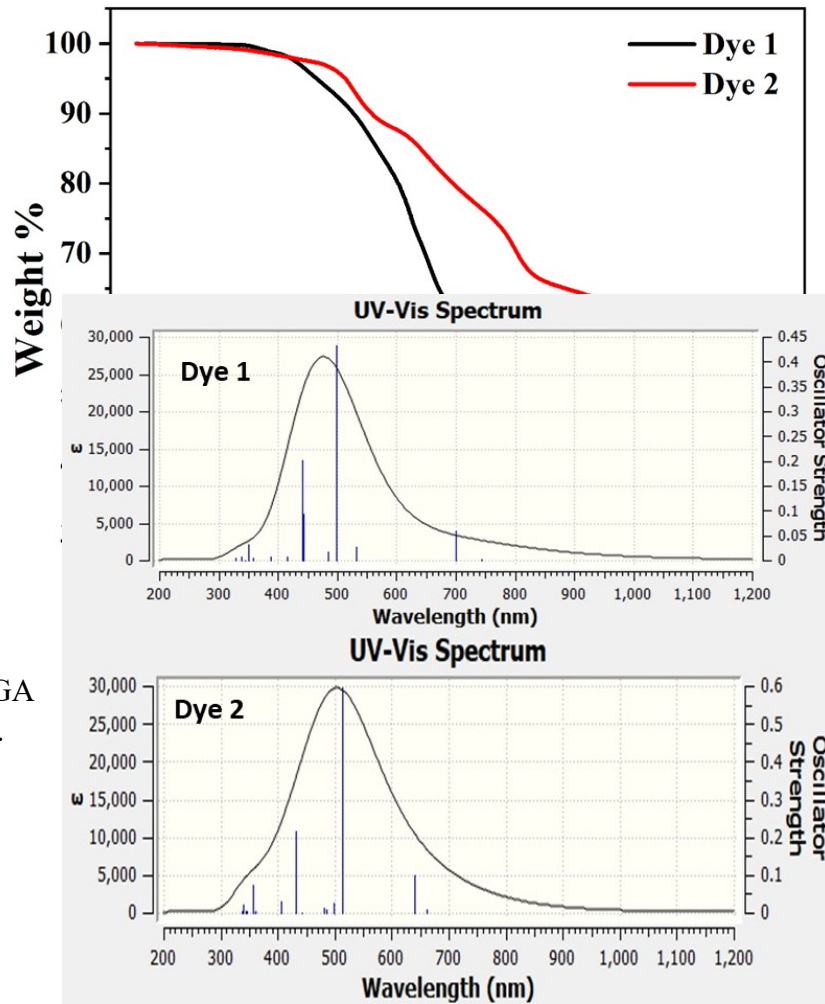 100
90
80
70
Weight %
Dye 1
Dye 2
UV-Vis Spectrum
Dye 1
30,000
25,000
20,000
15,000
10,000
5,000
0
ε
0.45
0.4
0.35
0.3
0.25
0.2
0.15
0.1
0.05
0
Oscillator Strength
200 300 400 500 600 700 800 900 1,000 1,100 1,200
Wavelength (nm)
GA
.
UV-Vis Spectrum
Dye 2
30,000
25,000
20,000
15,000
10,000
5,000
0
ε
0.6
0.5
0.4
0.3
0.2
0.1
0
Oscillator
Strength
200 300 400 500 600 700 800 900 1,000 1,100 1,200
Wavelength (nm)